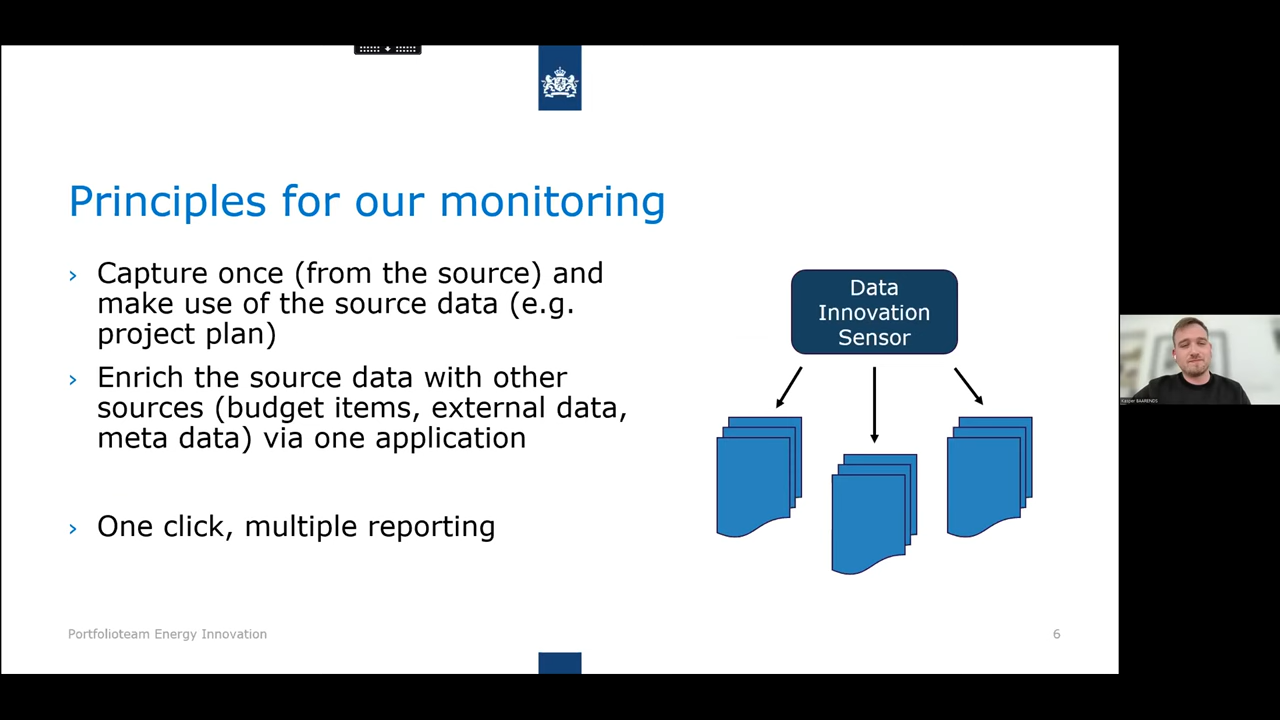 Principles for our monitoring
› Capture once (from the source) and
make use of the source data (e.g.
project plan)
› Enrich the source data with other
sources (budget items, external data,
meta data) via one application
› One click, multiple reporting
Data
Innovation
Sensor
Portfolioteam Energy Innovation
6
Kasper BAARENDS